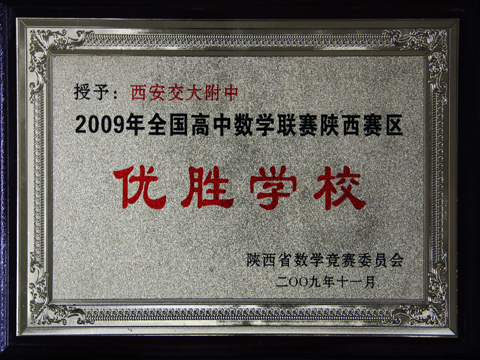 授予：西安交大附中
2009年全国高中数学联赛陕西赛区
优胜学校
陕西省数学竞赛委员会
二〇〇九年十一月